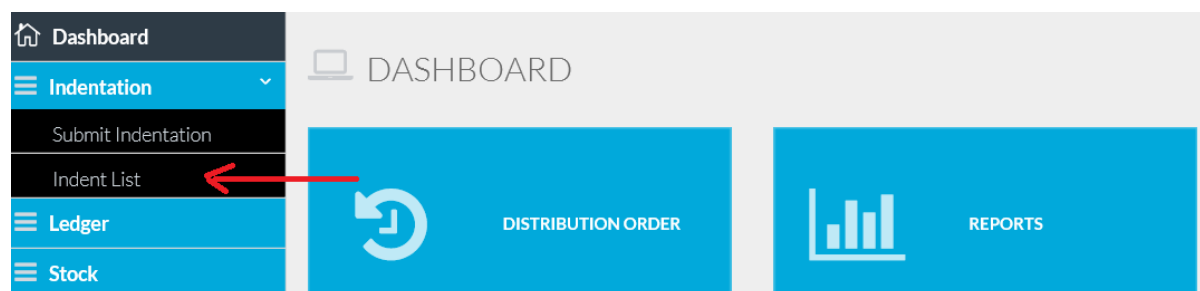 Dashboard
Indentation
Submit Indentation
Indent List
Ledger
Stock
DASHBOARD
DISTRIBUTION ORDER
REPORTS